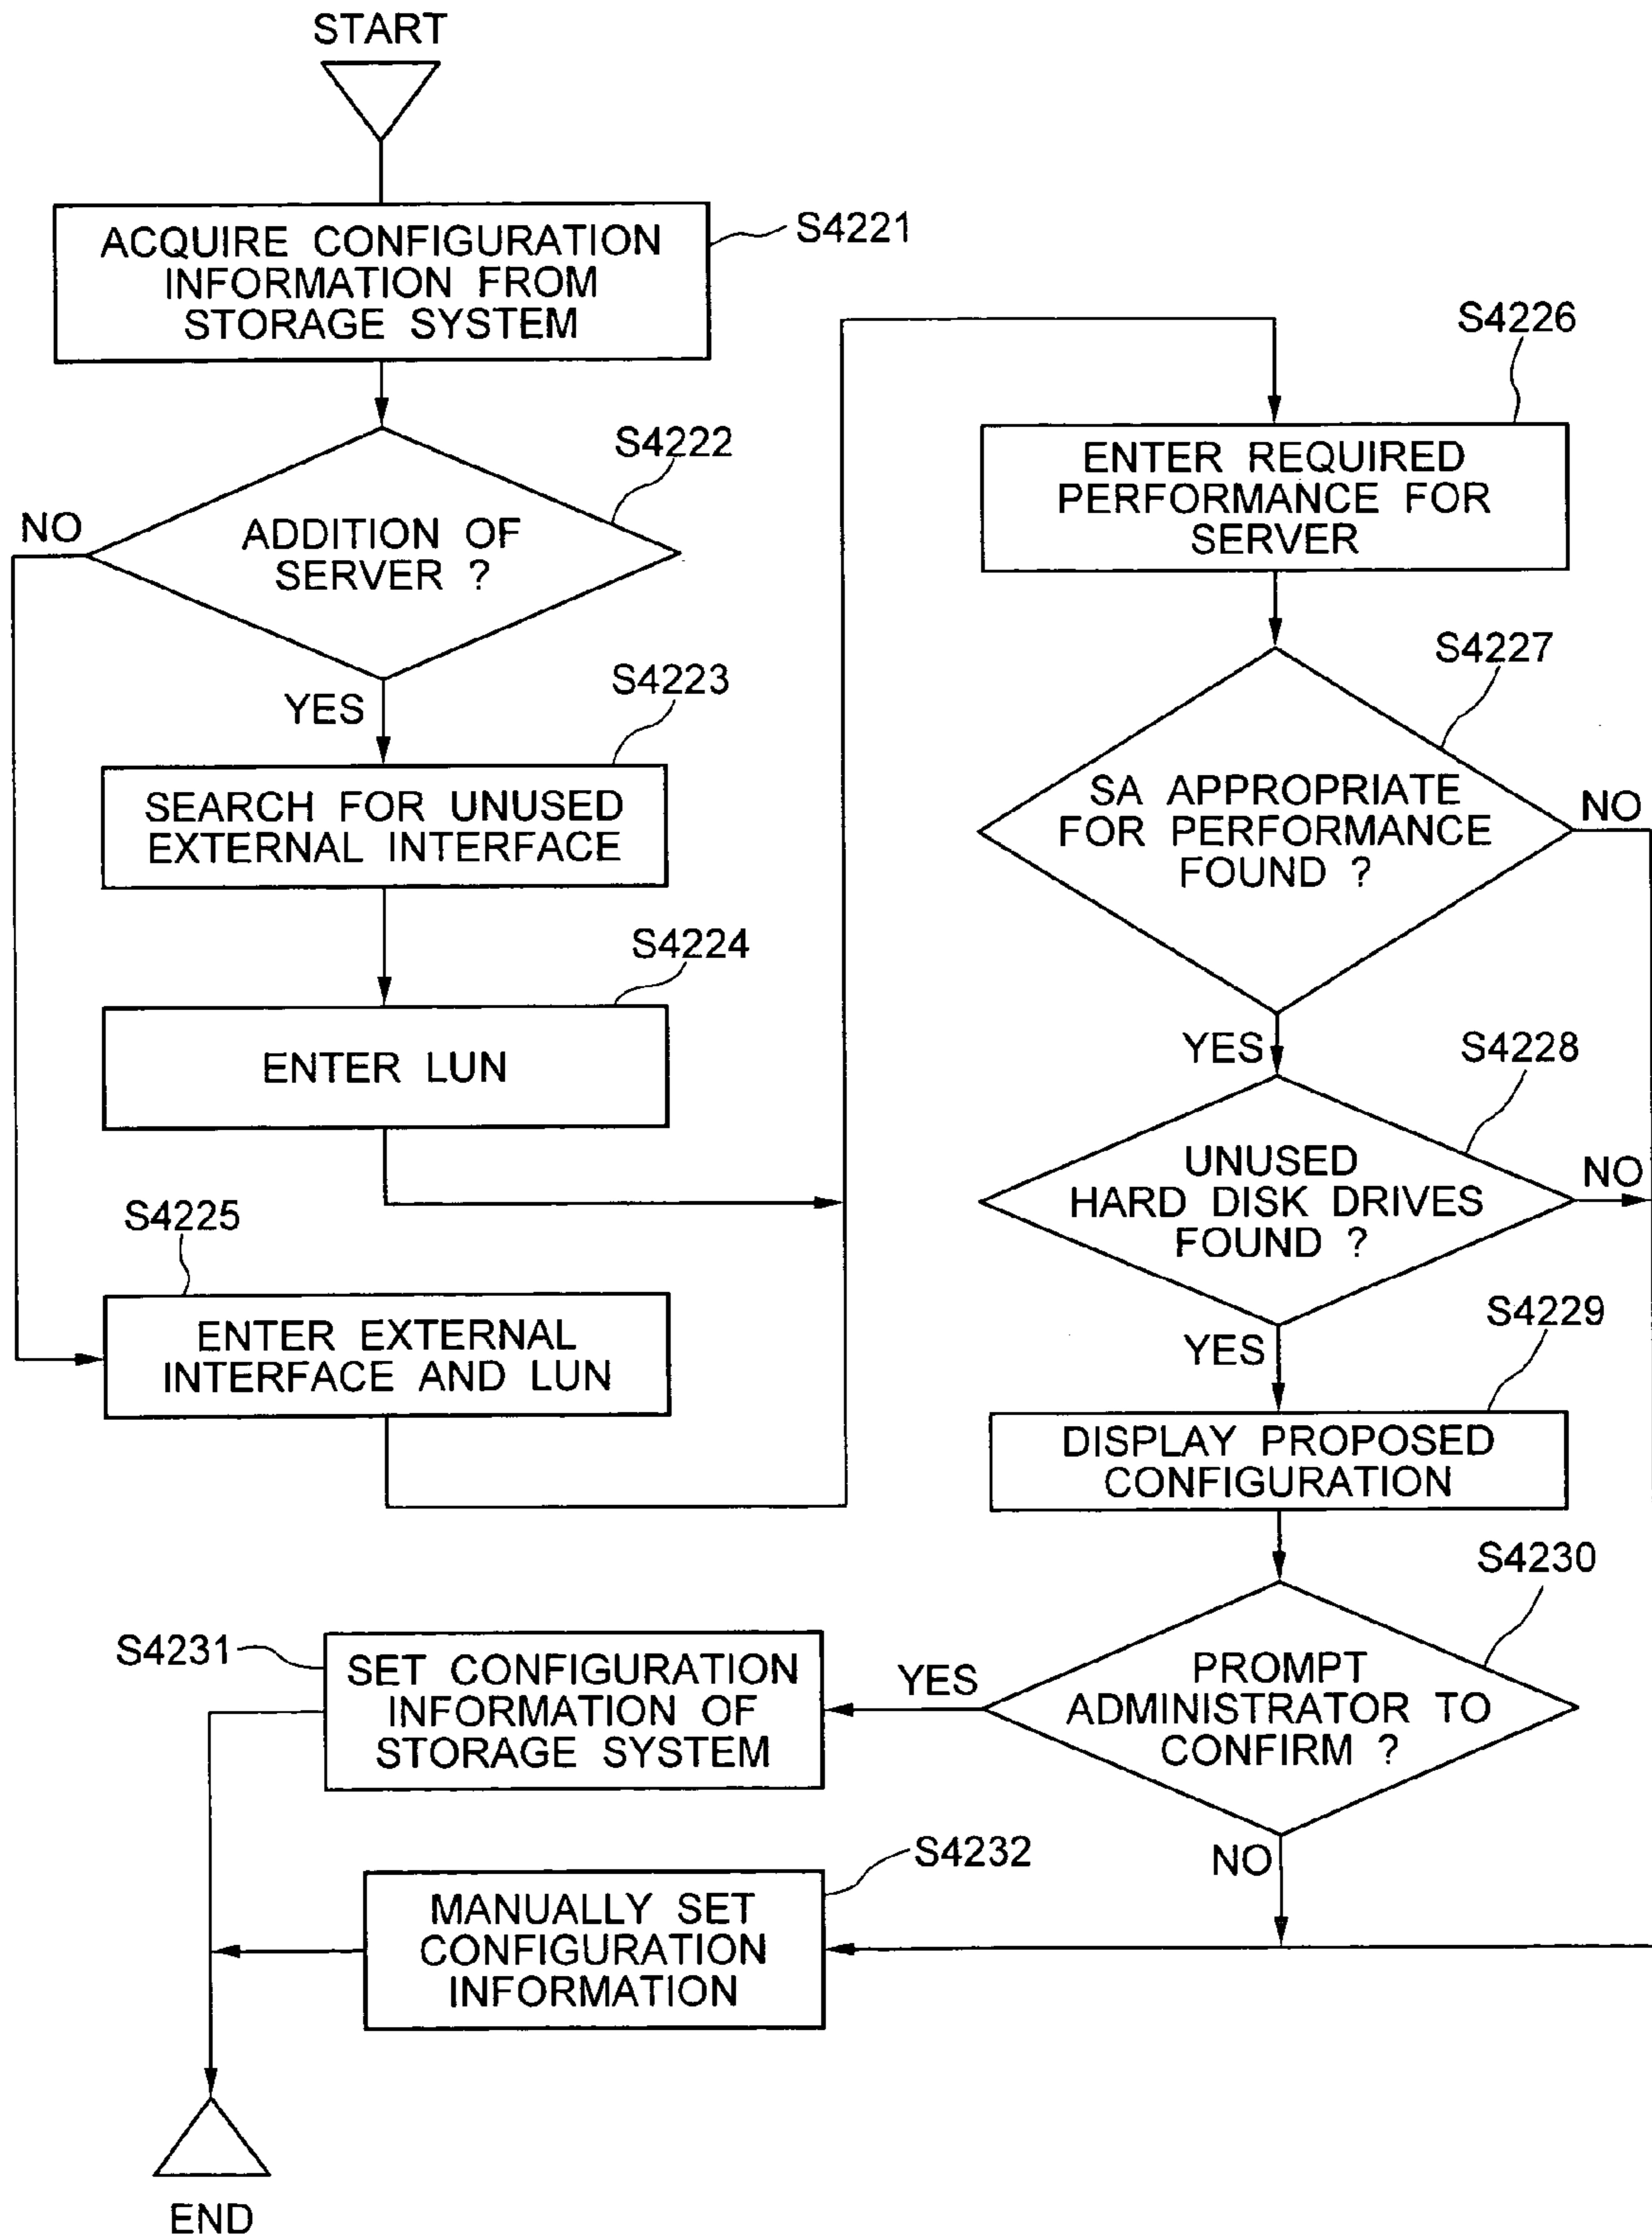 START
ACQUIRE CONFIGURATION
INFORMATION FROM
STORAGE SYSTEM
S4221
S4222
NO
ADDITION OF
SERVER ?
YES
S4223
SEARCH FOR UNUSED
EXTERNAL INTERFACE
S4224
ENTER LUN
S4225
ENTER EXTERNAL
INTERFACE AND LUN
S4226
ENTER REQUIRED
PERFORMANCE FOR
SERVER
S4227
SA APPROPRIATE
FOR PERFORMANCE
FOUND ?
NO
YES
S4228
UNUSED
HARD DISK DRIVES
FOUND ?
NO
YES
S4229
DISPLAY PROPOSED
CONFIGURATION
S4230
PROMPT
ADMINISTRATOR TO
CONFIRM ?
YES
NO
S4231
SET CONFIGURATION
INFORMATION OF
STORAGE SYSTEM
S4232
MANUALLY SET
CONFIGURATION
INFORMATION
END